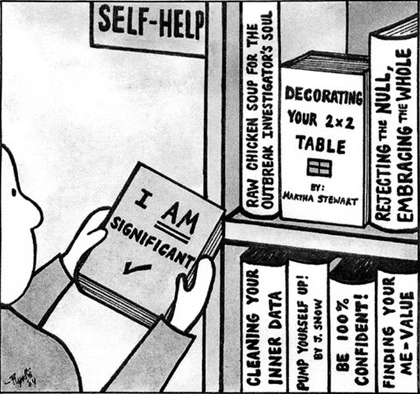 SELF-HELP
I AM
SIGNIFICANT
RAW CHICKEN SOUP FOR THE
OUTBREAK INVESTIGATOR'S SOUL
DECORATING
YOUR 2x2
TABLE
BY:
MARTHA STEWART
REJECTING THE NULL,
EMBRACING THE WHOLE
CLEANING YOUR
INNER DATA
PUMP YOURSELF UP!
BY J. SNOW
BE 100%
CONFIDENT!
FINDING YOUR
ME-VALUE